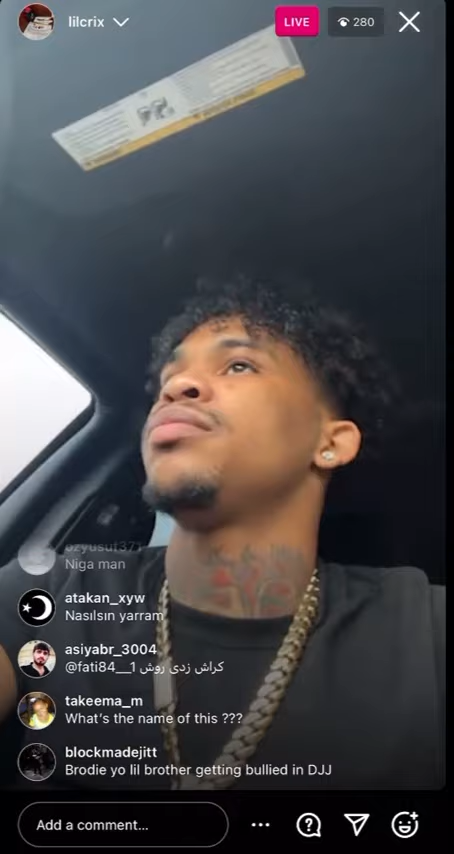 lilcrix
LIVE
280
ozyusuf371
Niga man
atakan_xyw
Nasılsın yarram
asiyabr_3004
@fati84__1 کراش زدی روش
takeema_m
What's the name of this ???
blockmadejitt
Brodie yo lil brother getting bullied in DJJ
Add a comment...